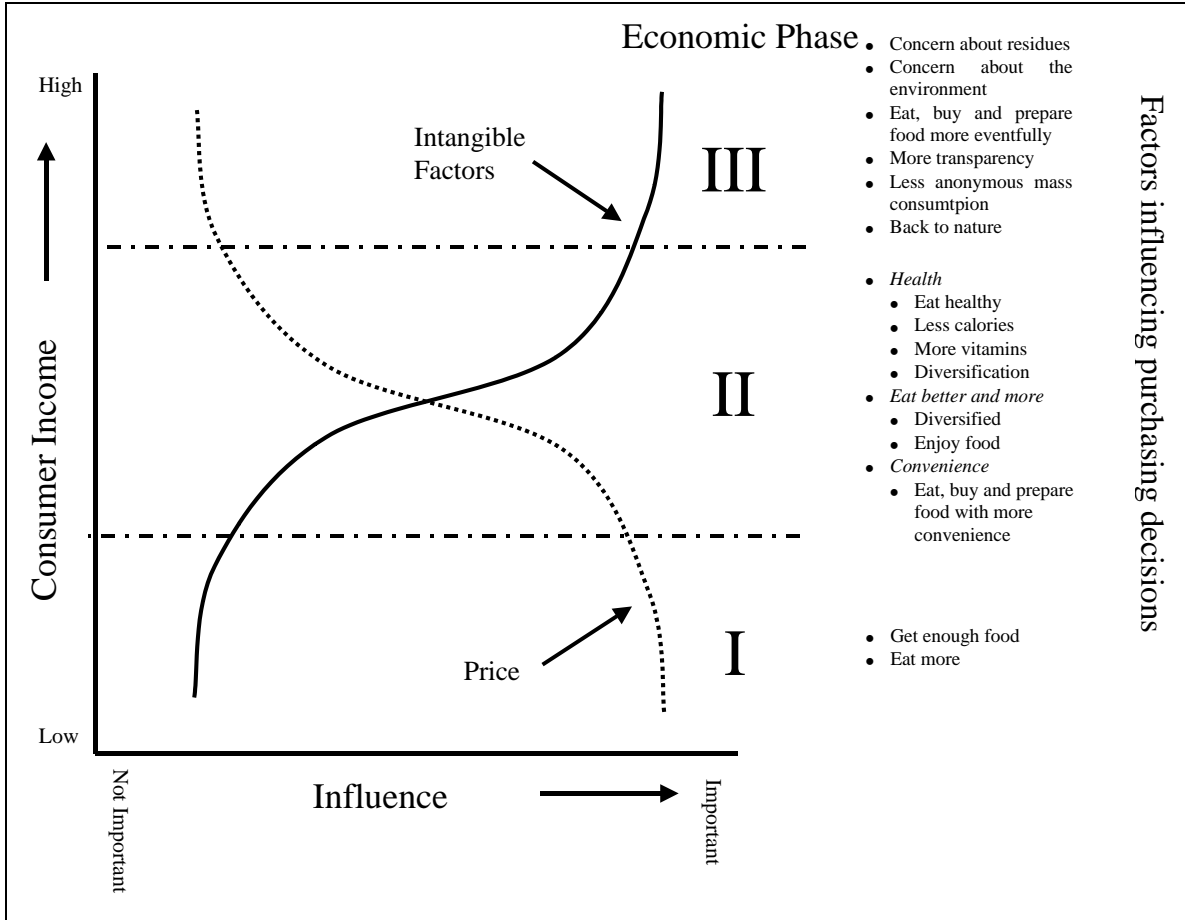 Economic Phase
High
Intangible
Factors
III
II
I
Price
Consumer Income
Low
Not Important
Influence
Important
• Concern about residues
• Concern about the
environment
• Eat, buy and prepare
food more eventfully
• More transparency
• Less anonymous mass
consumtpion
• Back to nature
• Health
• Eat healthy
• Less calories
• More vitamins
• Diversification
• Eat better and more
• Diversified
• Enjoy food
• Convenience
• Eat, buy and prepare
food with more
convenience
• Get enough food
• Eat more
Factors influencing purchasing decisions